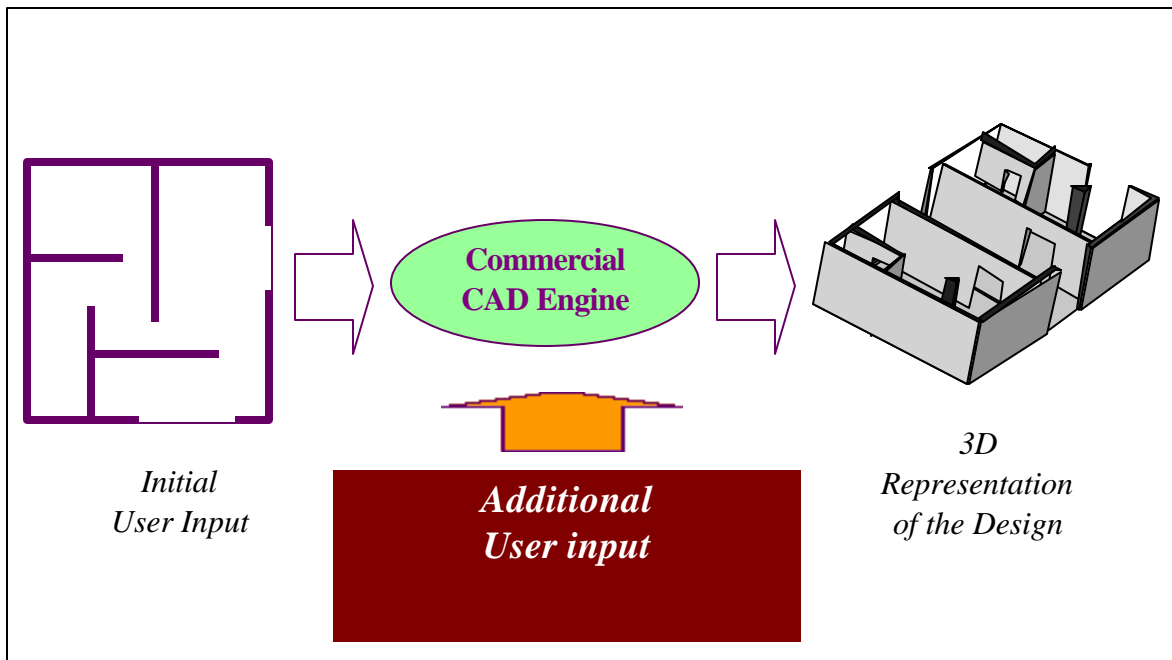 Commercial
CAD Engine
Initial
User Input
Additional
User input
3D
Representation
of the Design